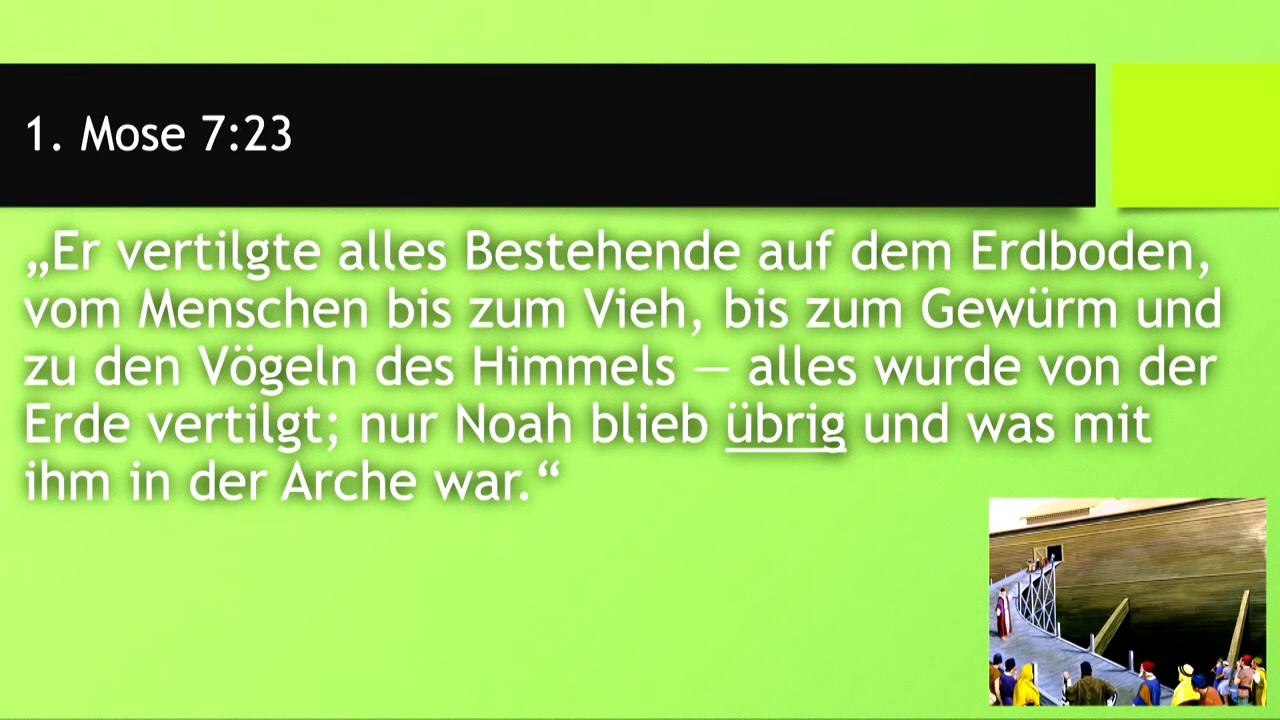 1. Mose 7:23
„Er vertilgte alles Bestehende auf dem Erdboden,
vom Menschen bis zum Vieh, bis zum Gewürm und
zu den Vögeln des Himmels — alles wurde von der
Erde vertilgt; nur Noah blieb übrig und was mit
ihm in der Arche war.“